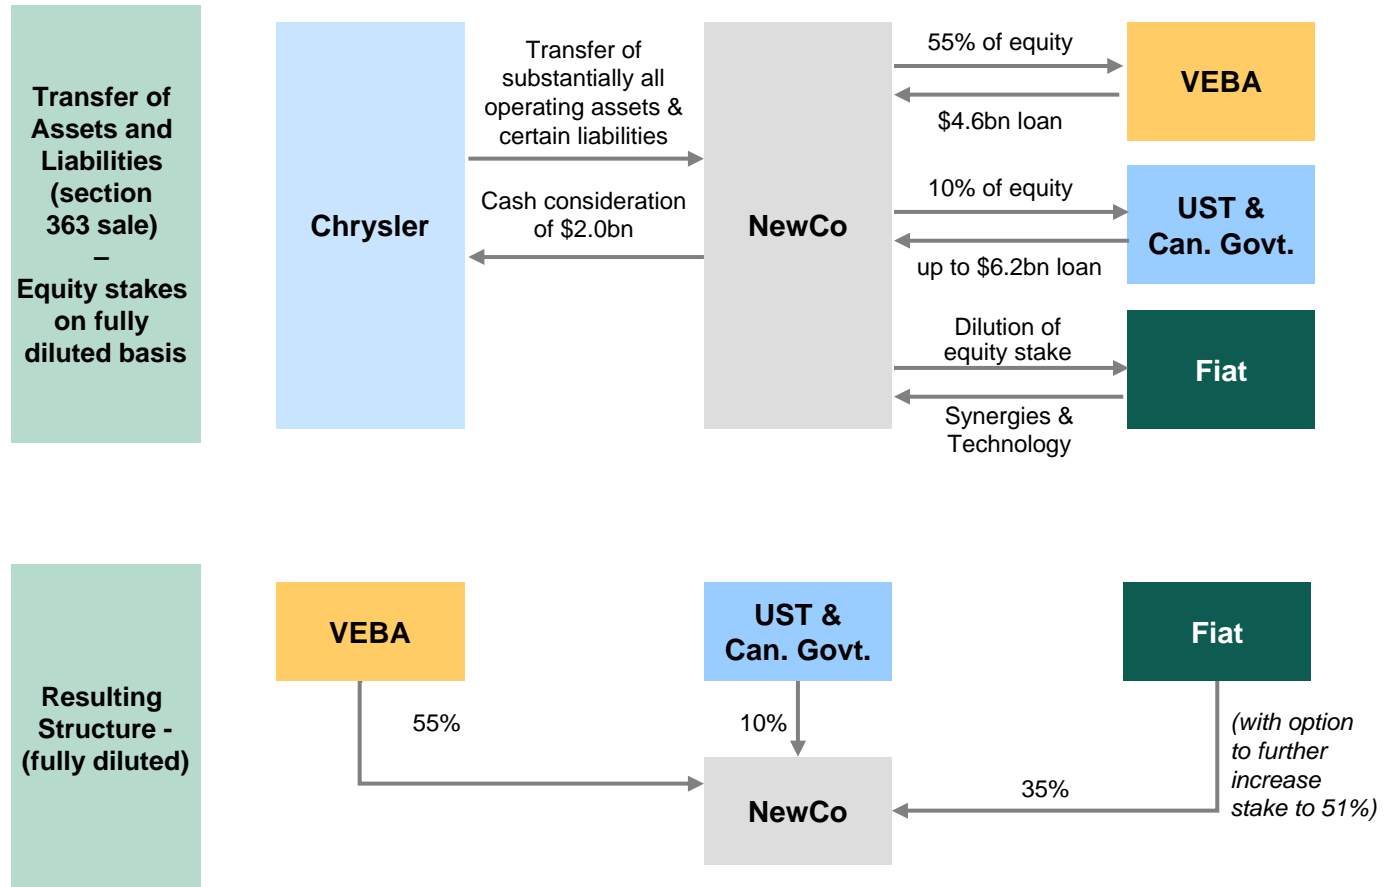 Transfer of
Assets and
Liabilities
(section
363 sale)
–
Equity stakes
on fully
diluted basis
Chrysler
Transfer of
substantially all
operating assets &
certain liabilities
Cash consideration
of $2.0bn
NewCo
55% of equity
$4.6bn loan
VEBA
10% of equity
up to $6.2bn loan
UST &
Can. Govt.
Dilution of
equity stake
Synergies &
Technology
Fiat
Resulting
Structure -
(fully diluted)
VEBA
UST &
Can. Govt.
Fiat
55%
10%
35%
(with option
to further
increase
stake to 51%)
NewCo